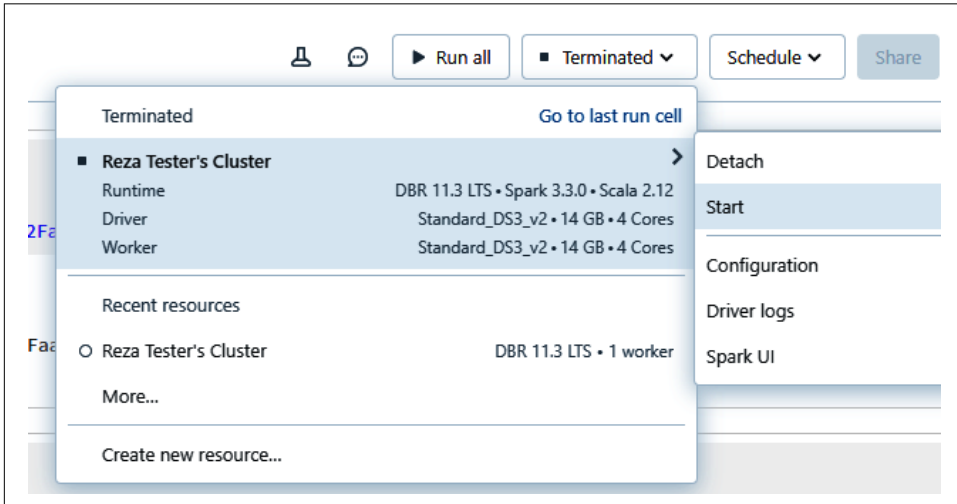 Run all
Terminated
Schedule
Share
Terminated
Go to last run cell
Reza Tester's Cluster
Runtime
DBR 11.3 LTS • Spark 3.3.0 • Scala 2.12
Driver
Standard_DS3_v2 • 14 GB • 4 Cores
Worker
Standard_DS3_v2 • 14 GB • 4 Cores
Recent resources
Reza Tester's Cluster
DBR 11.3 LTS • 1 worker
More...
Create new resource...
Detach
Start
Configuration
Driver logs
Spark UI
2Fa
Faa